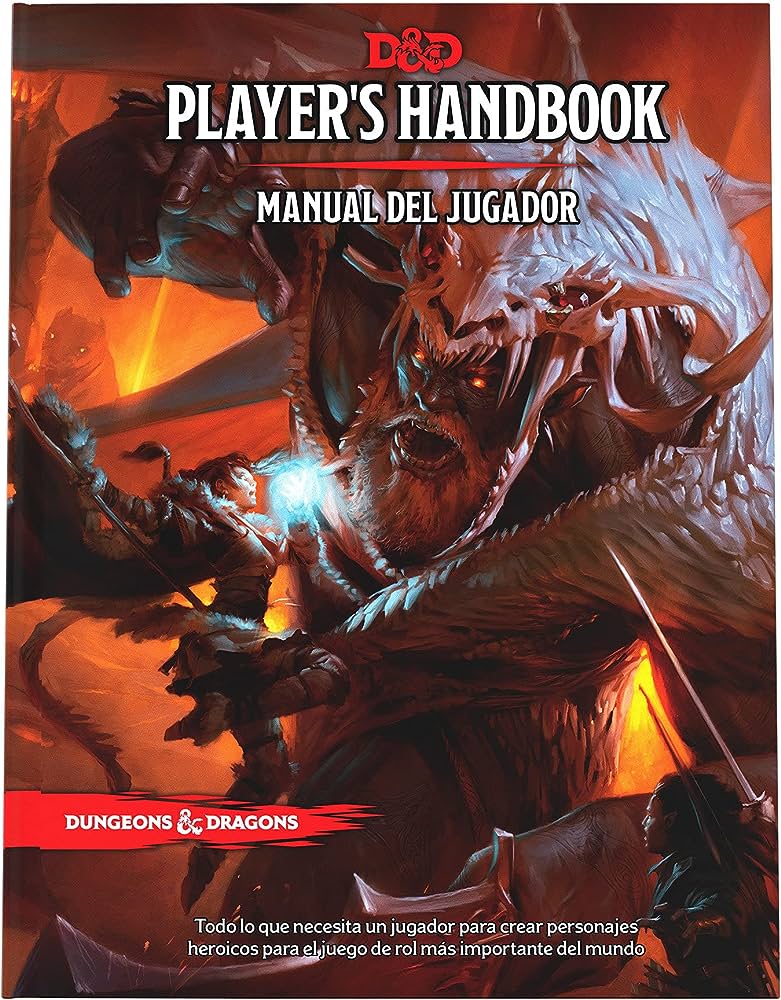 D&D
PLAYER'S HANDBOOK
MANUAL DEL JUGADOR
DUNGEONS & DRAGONS
Todo lo que necesita un jugador para crear personajes
heroicos para el juego de rol más importante del mundo